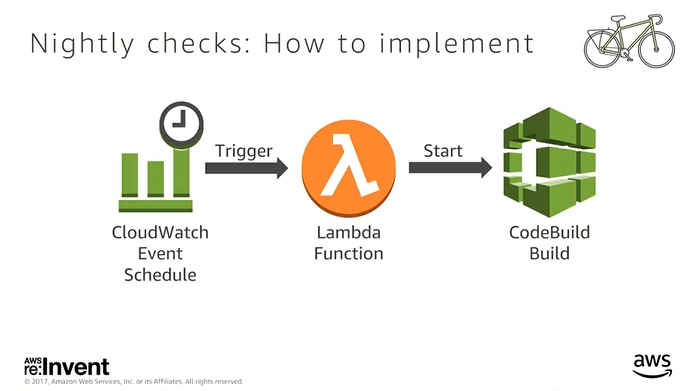 Nightly checks: How to implement
Trigger
Start
CloudWatch
Event
Schedule
Lambda
Function
CodeBuild
Build
AWS
re:Invent
© 2017, Amazon Web Services, Inc. or its Affiliates. All rights reserved.
aws